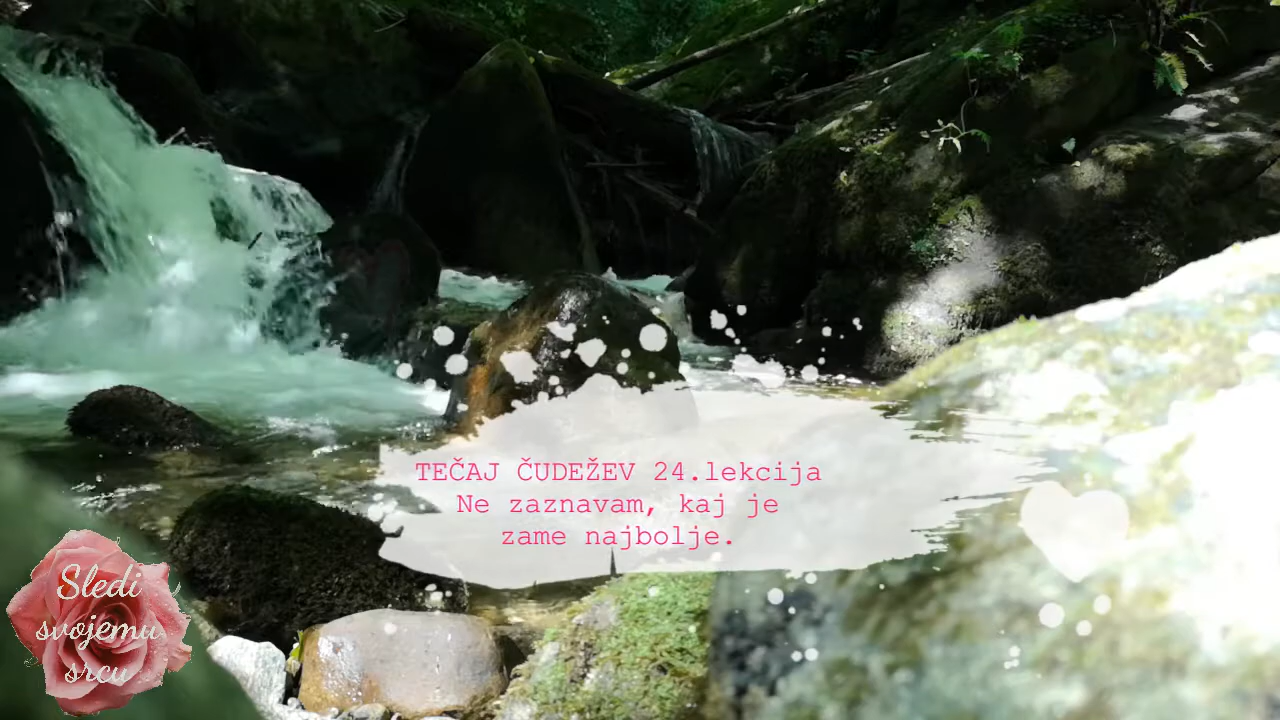 TEČAJ ČUDEŽEV 24.lekcija
Ne zaznavam, kaj je
zame najbolje.
Sledi
svojemu
srcu